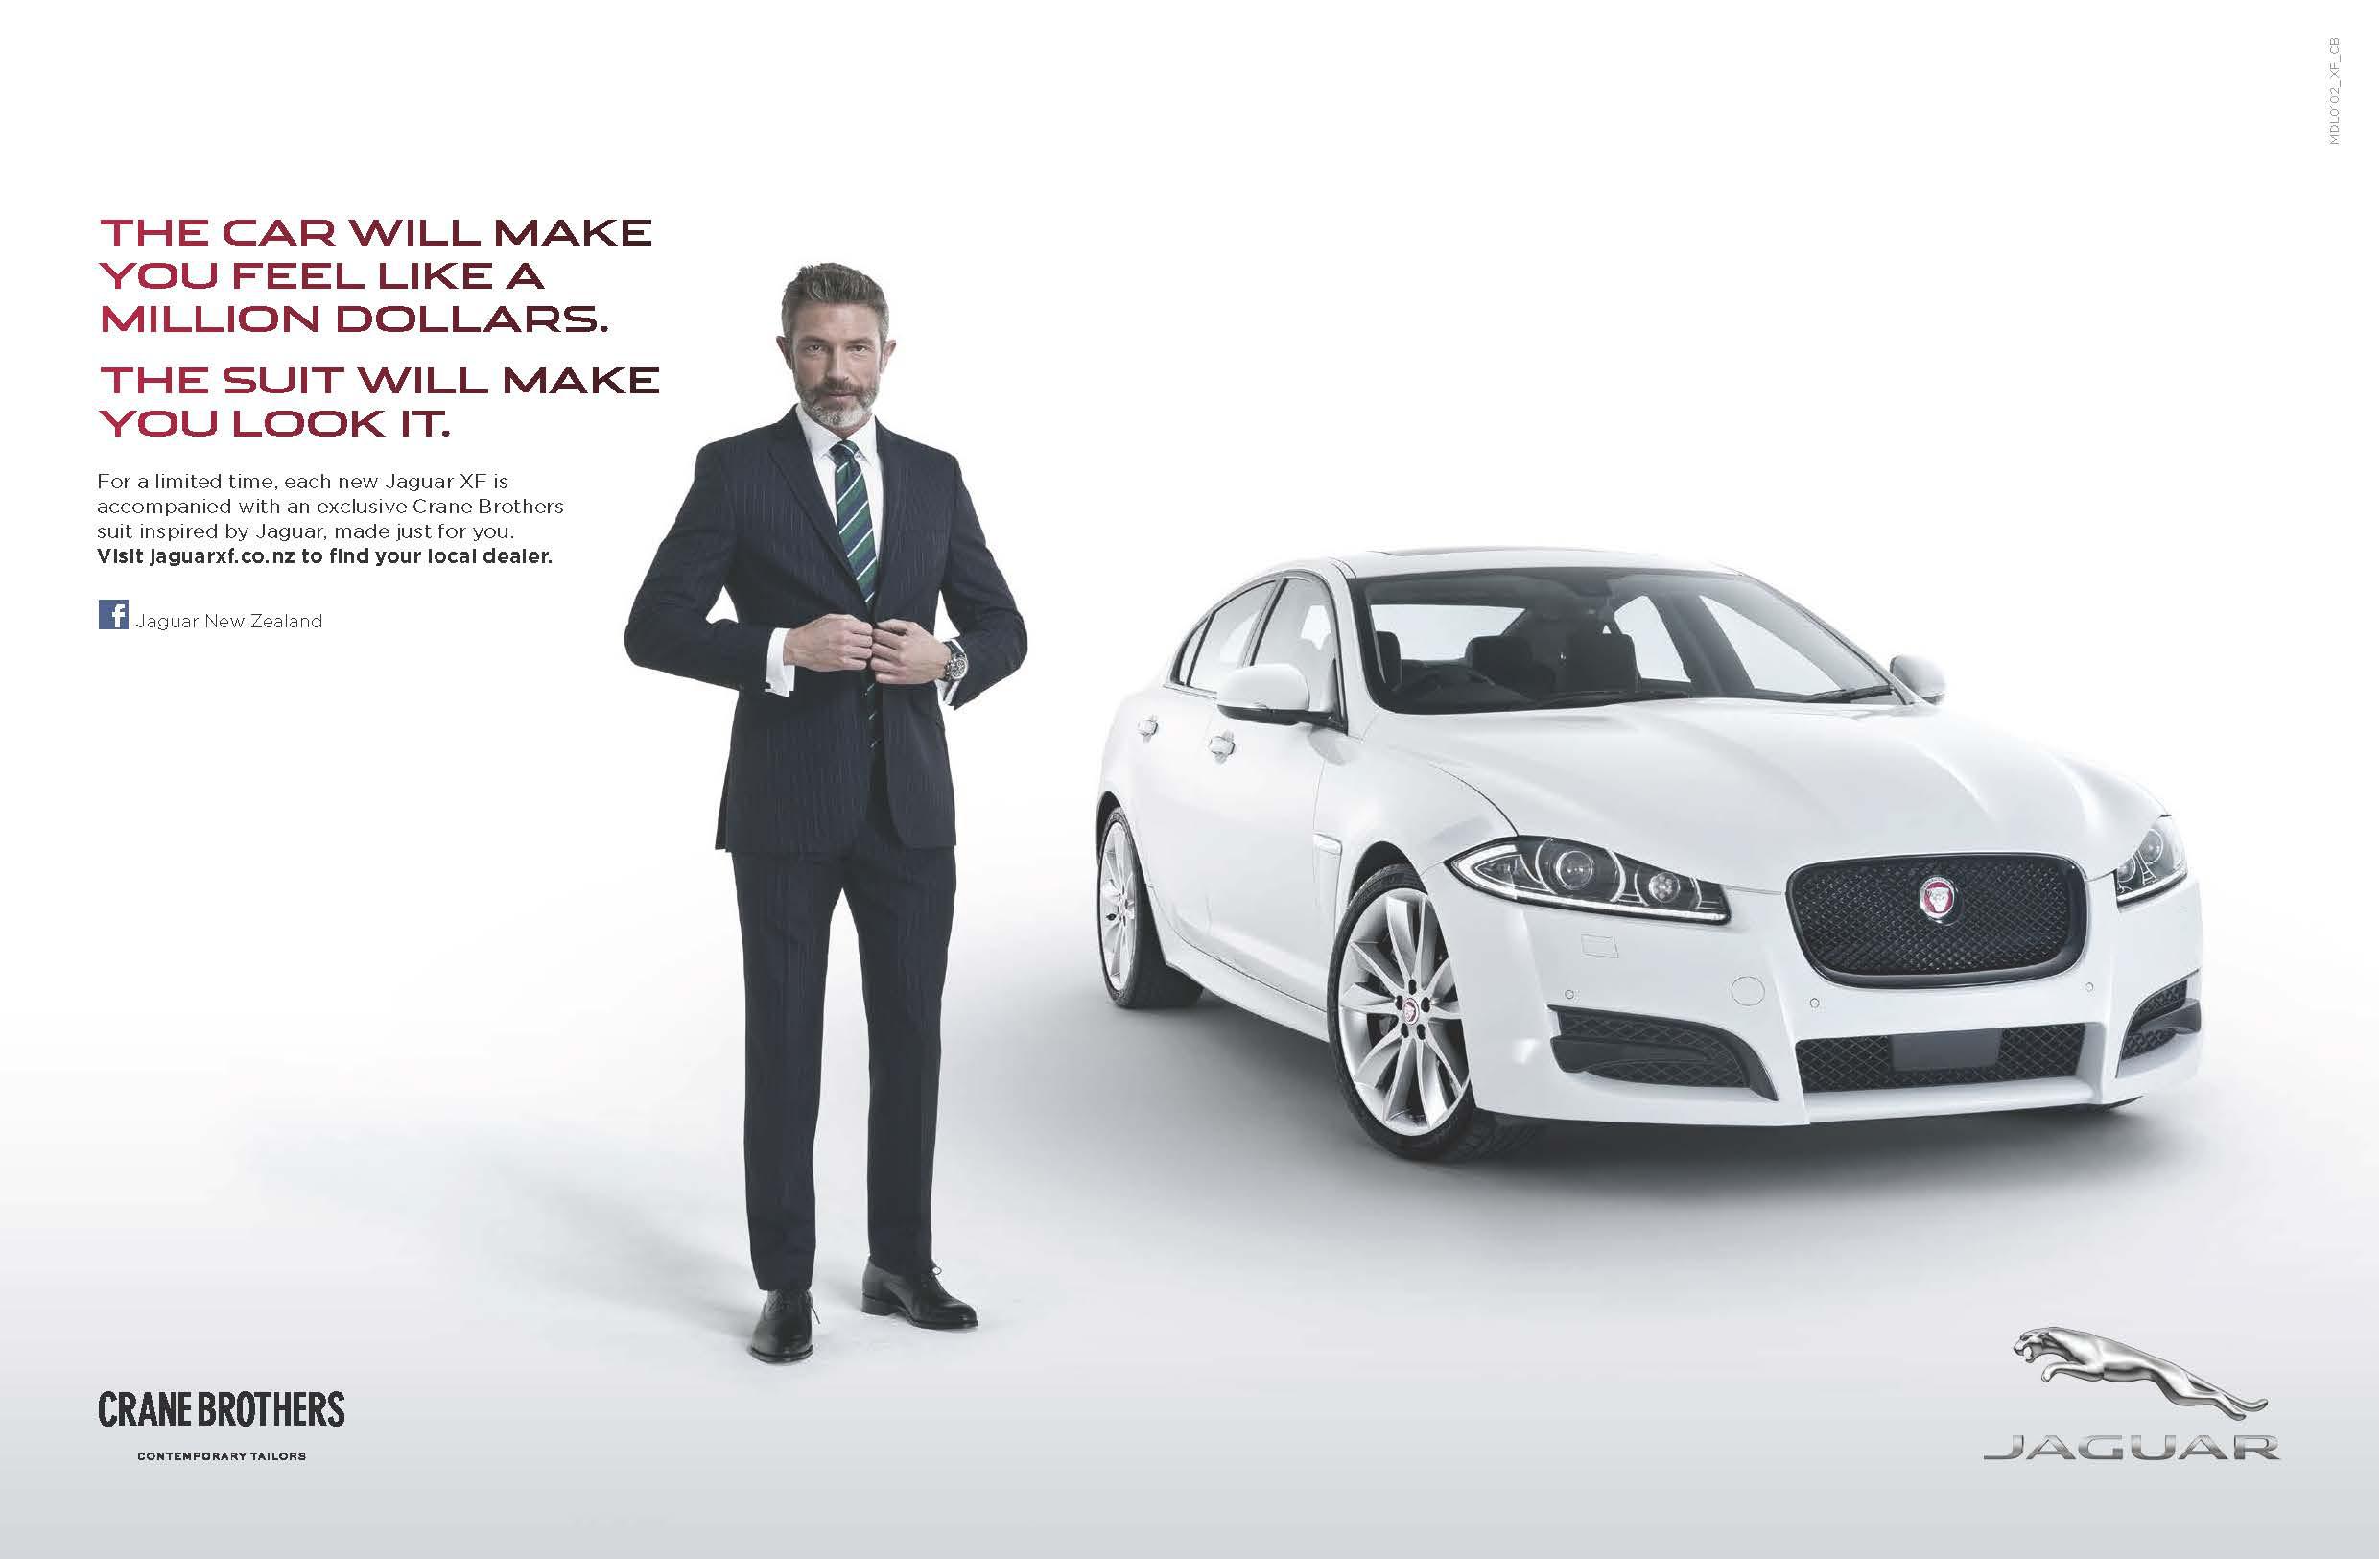 MDL0102_XF_CB
THE CAR WILL MAKE
YOU FEEL LIKE A
MILLION DOLLARS.
THE SUIT WILL MAKE
YOU LOOK IT.
For a limited time, each new Jaguar XF is
accompanied with an exclusive Crane Brothers
suit inspired by Jaguar, made just for you.
Visit jaguarxf.co.nz to find your local dealer.
f Jaguar New Zealand
CRANE BROTHERS
CONTEMPORARY TAILORS
JAGUAR